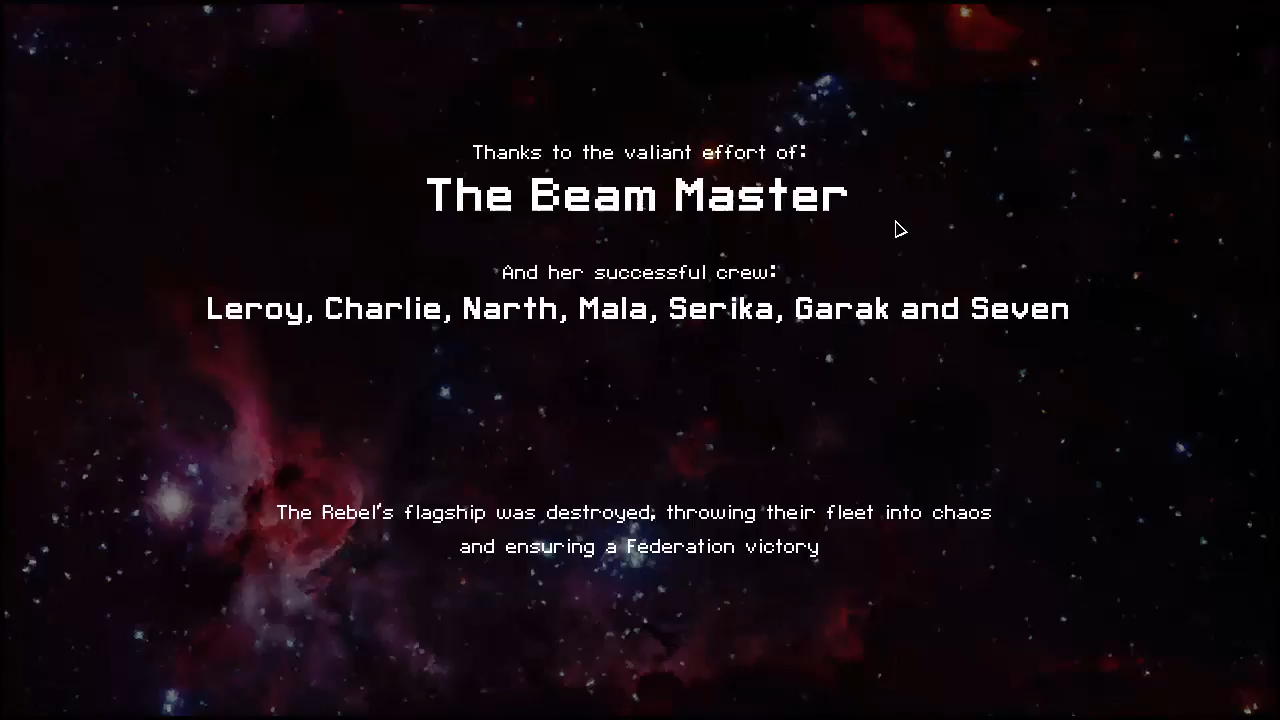 Thanks to the valiant effort of:
The Beam Master
And her successful crew:
Leroy, Charlie, Narth, Mala, Serika, Garak and Seven
The Rebel's flagship was destroyed, throwing their fleet into chaos
and ensuring a Federation victory